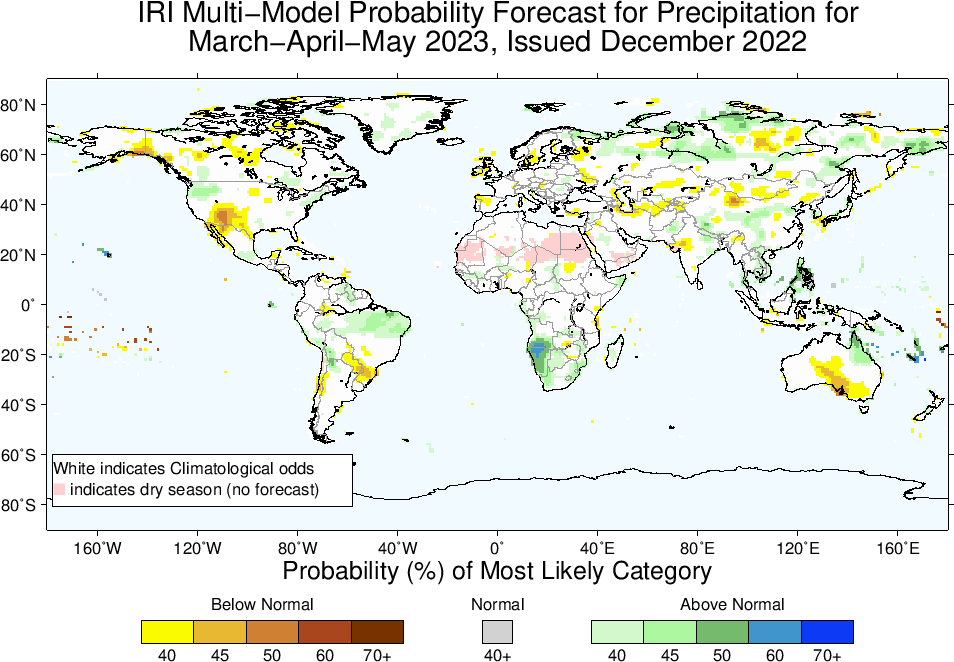 IRI Multi−Model Probability Forecast for Precipitation for
March−April−May 2023, Issued December 2022
80˚N
60˚N
40˚N
20˚N
0˚
20˚S
40˚S
60˚S
80˚S
White indicates Climatological odds
indicates dry season (no forecast)
160˚W 120˚W 80˚W 40˚W 0˚ 40˚E 80˚E 120˚E 160˚E
Probability (%) of Most Likely Category
Below Normal Normal Above Normal
40 45 50 60 70+ 40+ 40 45 50 60 70+